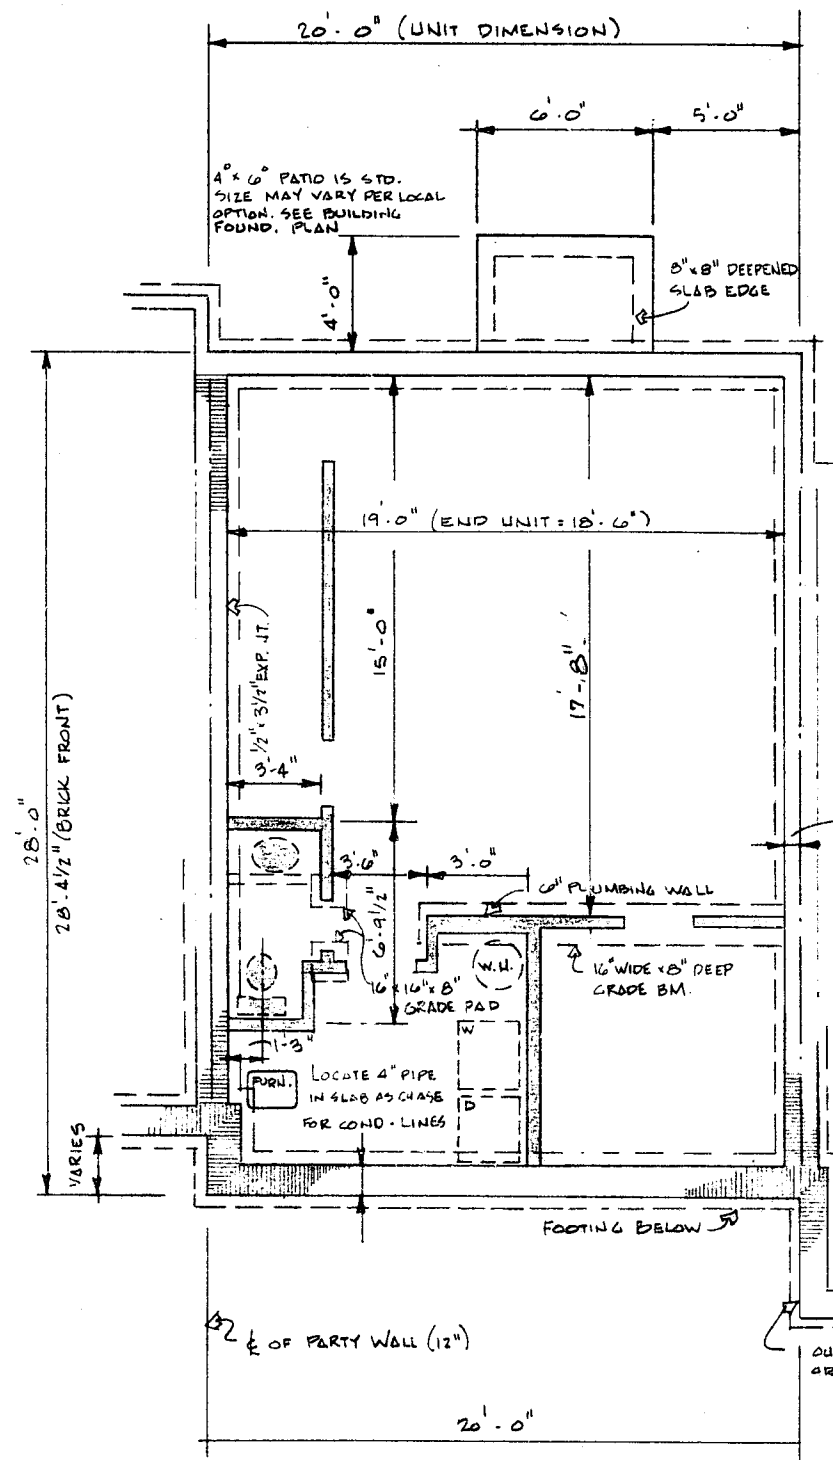 20'-0" (UNIT DIMENSION)
6'-0"
5'-0"
4° x 6° PATIO IS STD.
SIZE MAY VARY PER LOCAL
OPTION. SEE BUILDING
FOUND. PLAN
4'-0"
8"x8" DEEPENED
SLAB EDGE
19'-0" (END UNIT = 18'-6")
15'-0"
17'-8"
1/2" x 3 1/2" EXP. JT.
3'-4"
28'-0"
28'-4 1/2" (BRICK FRONT)
3'-6"
3'-0"
6" PLUMBING WALL
6'-9 1/2"
W.H.
16" x 16" x 8"
GRADE PAD
16" WIDE x 8" DEEP
GRADE BM.
1'-3"
W
FURN.
LOCATE 4" PIPE
IN SLAB AS CHASE
FOR COND. LINES
D
VARIES
FOOTING BELOW
℄ OF PARTY WALL (12")
20'-0"